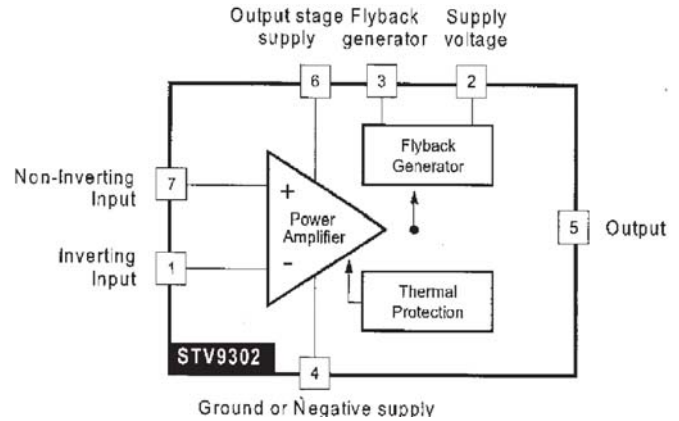 Output stage
supply
Flyback
generator
Supply
voltage
6
3
2
Flyback
Generator
Non-Inverting
Input
7
+
Power
Amplifier
-
Inverting
Input
1
5
Output
Thermal
Protection
STV9302
4
Ground or Negative supply